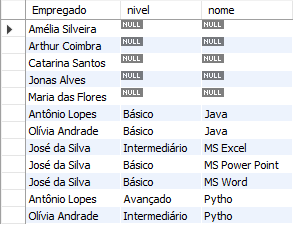 Empregado nivel nome
Amélia Silveira NULL NULL
Arthur Coimbra NULL NULL
Catarina Santos NULL NULL
Jonas Alves NULL NULL
Maria das Flores NULL NULL
Antônio Lopes Básico Java
Olívia Andrade Básico Java
José da Silva Intermediário MS Excel
José da Silva Básico MS Power Point
José da Silva Básico MS Word
Antônio Lopes Avançado Pytho
Olívia Andrade Intermediário Pytho